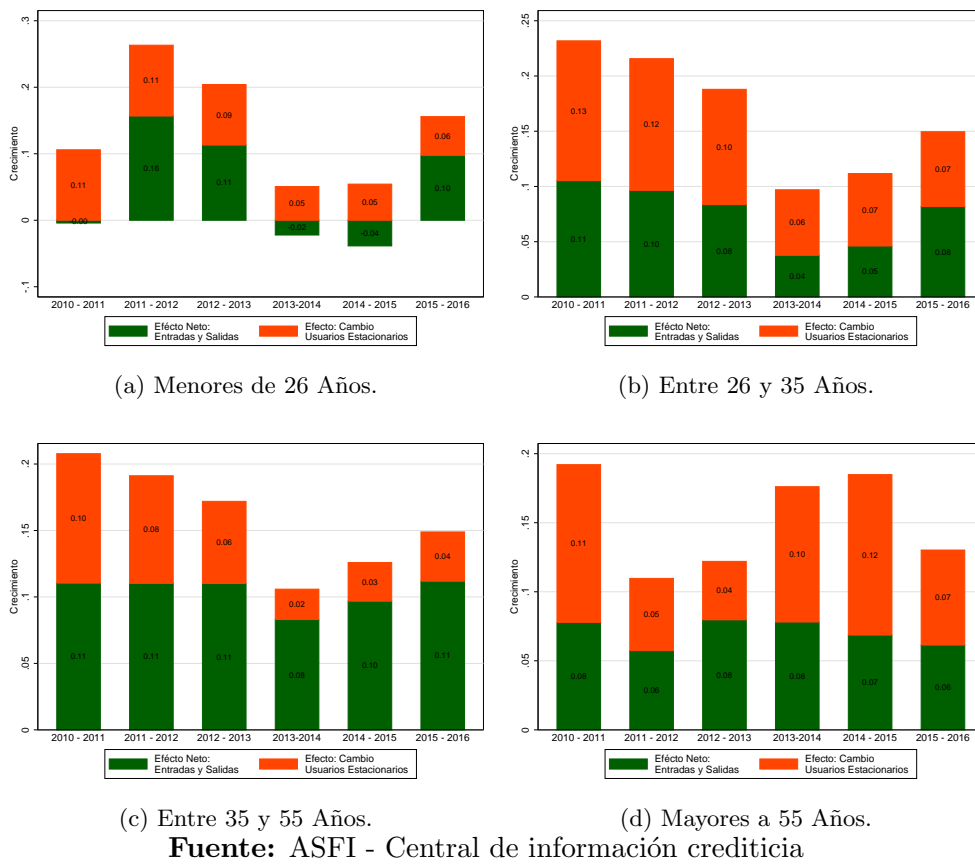 Crecimiento
.3
.2
.1
0
-.1
0.11
-0.00
0.11
0.16
0.09
0.11
0.05
-0.02
0.05
-0.04
0.06
0.10
2010 - 2011
2011 - 2012
2012 - 2013
2013-2014
2014 - 2015
2015 - 2016
Efécto Neto:
Entradas y Salidas
Efecto: Cambio
Usuarios Estacionarios
(a) Menores de 26 Años.
Crecimiento
.25
.2
.15
.1
.05
0
0.13
0.11
0.12
0.10
0.10
0.08
0.06
0.04
0.07
0.05
0.07
0.08
2010 - 2011
2011 - 2012
2012 - 2013
2013-2014
2014 - 2015
2015 - 2016
Efécto Neto:
Entradas y Salidas
Efecto: Cambio
Usuarios Estacionarios
(b) Entre 26 y 35 Años.
Crecimiento
.2
.15
.1
.05
0
0.10
0.11
0.08
0.11
0.06
0.11
0.02
0.08
0.03
0.10
0.04
0.11
2010 - 2011
2011 - 2012
2012 - 2013
2013-2014
2014 - 2015
2015 - 2016
Efécto Neto:
Entradas y Salidas
Efecto: Cambio
Usuarios Estacionarios
(c) Entre 35 y 55 Años.
Crecimiento
.2
.15
.1
.05
0
0.11
0.08
0.05
0.06
0.04
0.08
0.10
0.08
0.12
0.07
0.07
0.06
2010 - 2011
2011 - 2012
2012 - 2013
2013-2014
2014 - 2015
2015 - 2016
Efécto Neto:
Entradas y Salidas
Efecto: Cambio
Usuarios Estacionarios
(d) Mayores a 55 Años.
Fuente: ASFI - Central de información crediticia